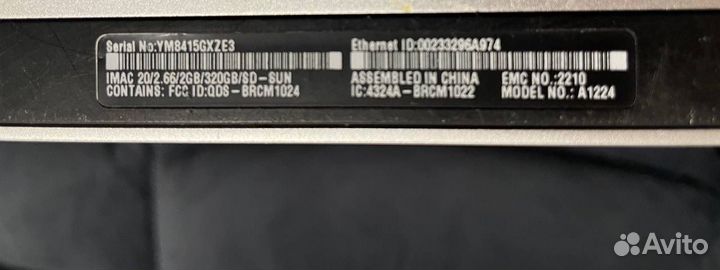 Serial No:YM8415GXZE3 Ethernet ID:00233296A974
IMAC 20/2.66/2GB/320GB/SD-SUN ASSEMBLED IN CHINA EMC NO.:2210
CONTAINS: FCC ID:QDS-BRCM1024 IC:4324A-BRCM1022 MODEL NO.: A1224
Avito